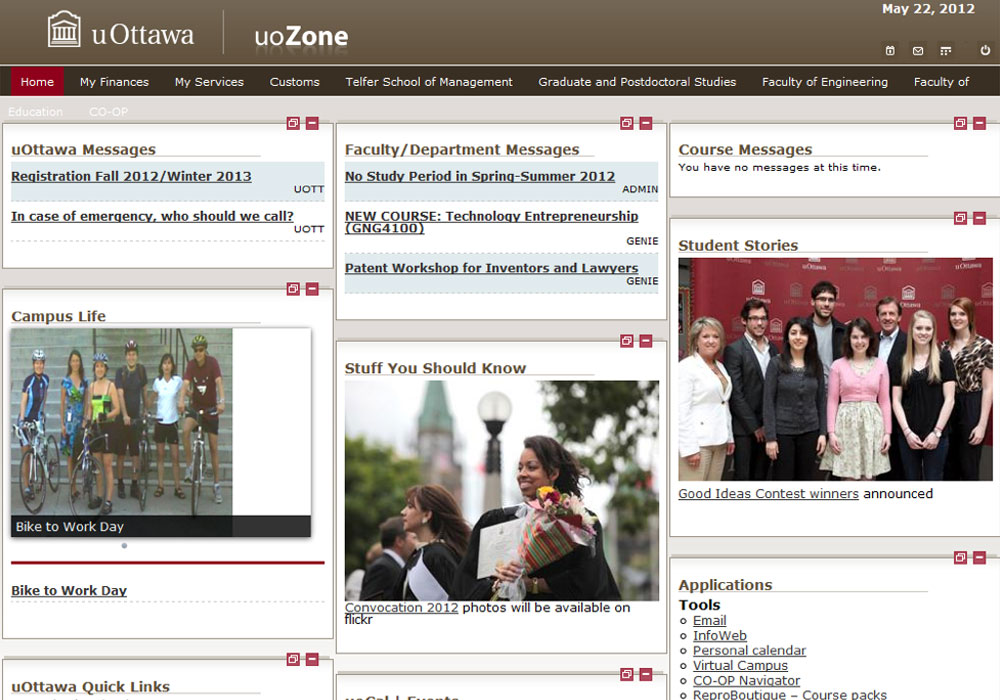 May 22, 2012
uOttawa
uoZone
Home My Finances My Services Customs Telfer School of Management Graduate and Postdoctoral Studies Faculty of Engineering Faculty of
Education CO-OP
uOttawa Messages
Registration Fall 2012/Winter 2013
UOTT
In case of emergency, who should we call?
UOTT
Campus Life
Bike to Work Day
Bike to Work Day
uOttawa Quick Links
Faculty/Department Messages
No Study Period in Spring-Summer 2012
ADMIN
NEW COURSE: Technology Entrepreneurship
(GNG4100)
GENIE
Patent Workshop for Inventors and Lawyers
GENIE
Stuff You Should Know
Convocation 2012 photos will be available on
flickr
uoCal | Events
Course Messages
You have no messages at this time.
Student Stories
uOttawa
uOttawa
uOttawa
Good Ideas Contest winners announced
Applications
Tools
Email
InfoWeb
Personal calendar
Virtual Campus
CO-OP Navigator
ReproBoutique – Course packs